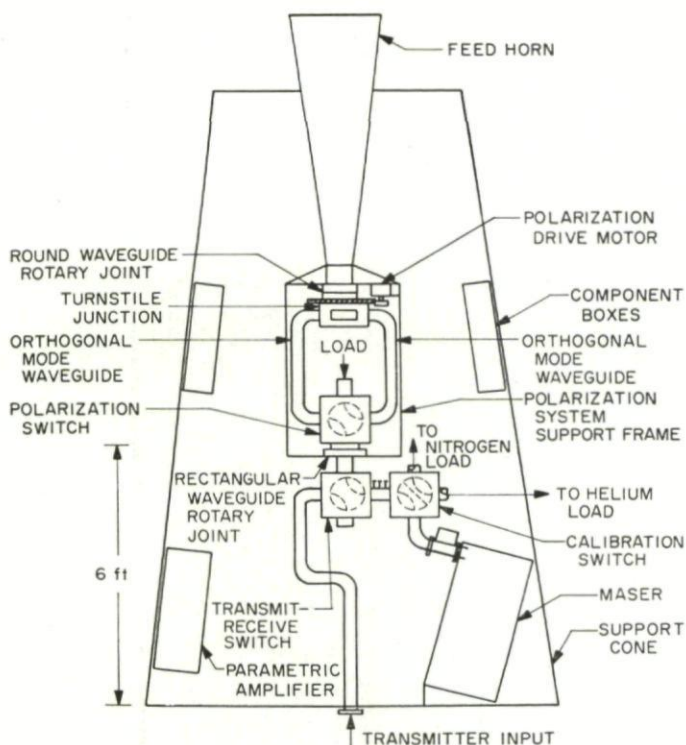 FEED HORN
POLARIZATION
DRIVE MOTOR
ROUND WAVEGUIDE
ROTARY JOINT
TURNSTILE
JUNCTION
COMPONENT
BOXES
ORTHOGONAL
MODE
WAVEGUIDE
LOAD
ORTHOGONAL
MODE
WAVEGUIDE
POLARIZATION
SWITCH
POLARIZATION
SYSTEM
SUPPORT FRAME
TO
NITROGEN
LOAD
RECTANGULAR
WAVEGUIDE
ROTARY
JOINT
TO HELIUM
LOAD
CALIBRATION
SWITCH
6 ft
TRANSMIT-
RECEIVE
SWITCH
MASER
SUPPORT
CONE
PARAMETRIC
AMPLIFIER
TRANSMITTER INPUT